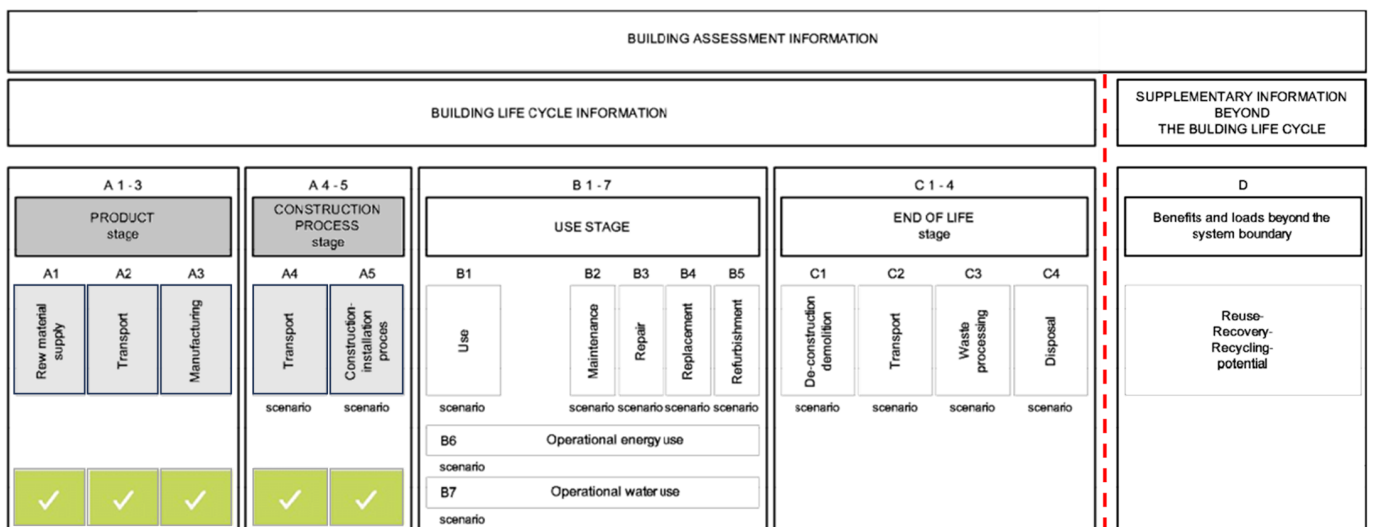 BUILDING ASSESSMENT INFORMATION
BUILDING LIFE CYCLE INFORMATION
SUPPLEMENTARY INFORMATION
BEYOND
THE BULDING LIFE CYCLE
A 1 - 3
PRODUCT
stage
A1
A2
A3
Rew material
supply
Transport
Manufacturing
A 4 - 5
CONSTRUCTION
PROCESS
stage
A4
A5
Transport
Construction-
installation
proces
scenario
scenario
B 1 - 7
USE STAGE
B1
B2
B3
B4
B5
Use
Maintenance
Repair
Replacement
Refurbishment
scenario
scenario
scenario
scenario
scenario
B6
Operational energy use
scenario
B7
Operational water use
scenario
C 1 - 4
END OF LIFE
stage
C1
C2
C3
C4
De-construction
demolition
Transport
Waste
processing
Disposal
scenario
scenario
scenario
scenario
D
Benefits and loads beyond the
system boundary
Reuse-
Recovery-
Recycling-
potential